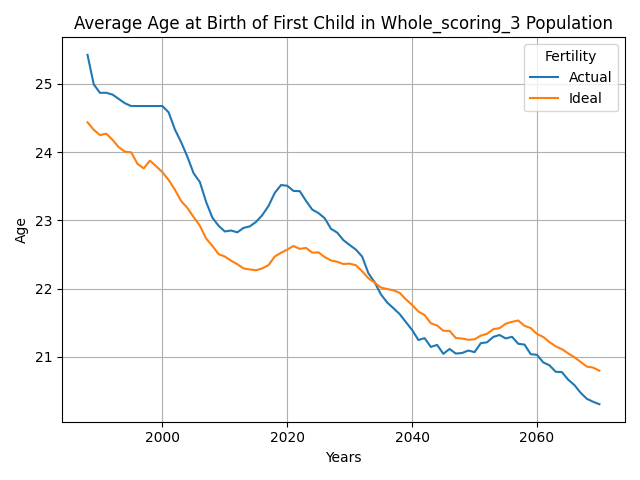 Average Age at Birth of First Child in Whole_scoring_3 Population
Fertility
Actual
Ideal
Age
25
24
23
22
21
2000
2020
2040
2060
Years